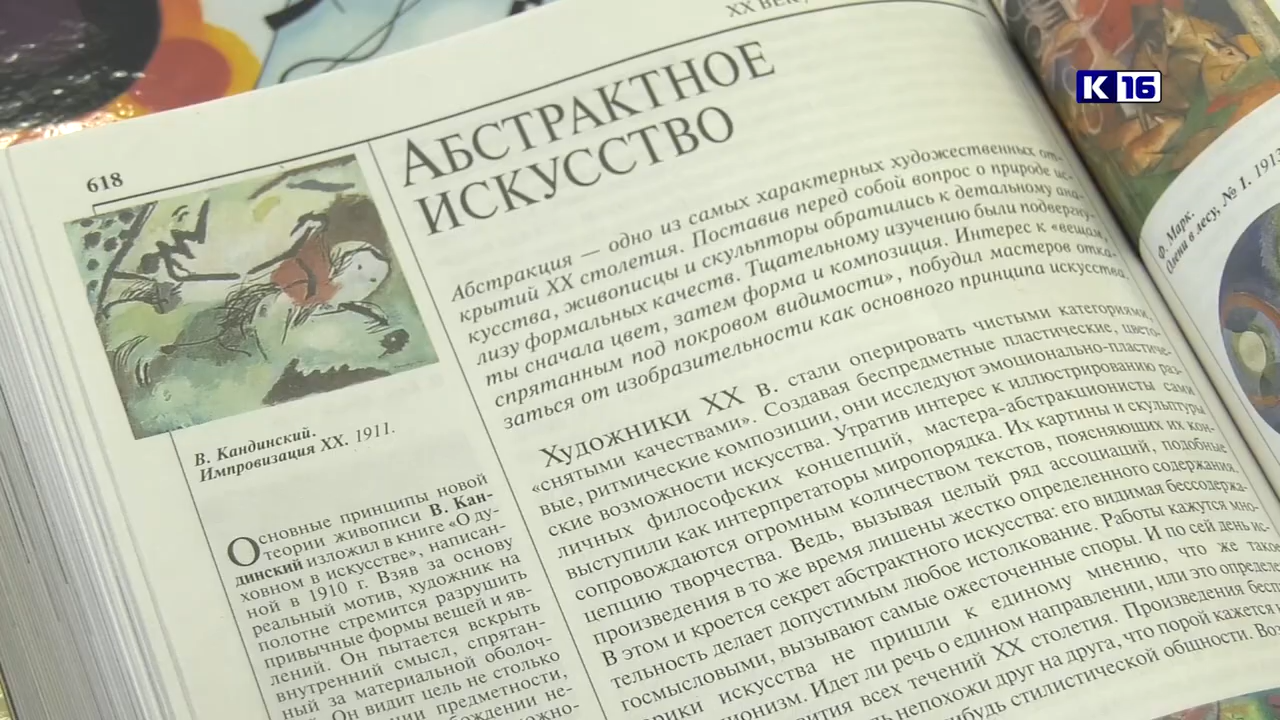 XX ВЕК
К 16
618
АБСТРАКТНОЕ
ИСКУССТВО
Абстракция — одно из самых характерных художественных от-
крытий XX столетия. Поставив перед собой вопрос о природе ис-
кусства, живописцы и скульпторы обратились к детальному ана-
лизу формальных качеств. Тщательному изучению были подвергну-
ты сначала цвет, затем форма и композиция. Интерес к «вещам,
спрятанным под покровом видимости», побудил мастеров отка-
заться от изобразительности как основного принципа искусства.
В. Кандинский.
Импровизация XX. 1911.
Основные принципы новой
теории живописи В. Кан-
динский изложил в книге «О ду-
ховном в искусстве», написан-
ной в 1910 г. Взяв за основу
реальный мотив, художник на
полотне стремится разрушить
привычные формы вещей и яв-
лений. Он пытается вскрыть
внутренний смысл, спрятан-
ный за материальной оболоч-
Он видит цель не столько
предметности,
ождении не-
Художники XX в. стали оперировать чистыми категориями,
«снятыми качествами». Создавая беспредметные пластические, цвето-
вые, ритмические композиции, они исследуют эмоционально-пластиче-
ские возможности искусства. Утратив интерес к иллюстрированию раз-
личных философских концепций, мастера-абстракционисты сами
выступили как интерпретаторы миропорядка. Их картины и скульптуры
сопровождаются огромным количеством текстов, поясняющих их кон-
цепцию творчества. Ведь, вызывая целый ряд ассоциаций, подобные
произведения в то же время лишены жестко определенного содержания.
В этом и кроется секрет абстрактного искусства: его видимая бессодержа-
тельность делает допустимым любое истолкование. Работы кажутся мно-
госмысловыми, вызывают самые ожесточенные споры. И по сей день ис-
орики искусства не пришли к единому мнению, что же такое
ционизм. Идет ли речь о едином направлении, или это определе
вития всех течений XX столетия. Произведения бесп
ь непохожи друг на друга, что порой кажется
ибудь стилистической общности. Во
Ф. Марк.
Олени в лесу, № 1. 1913